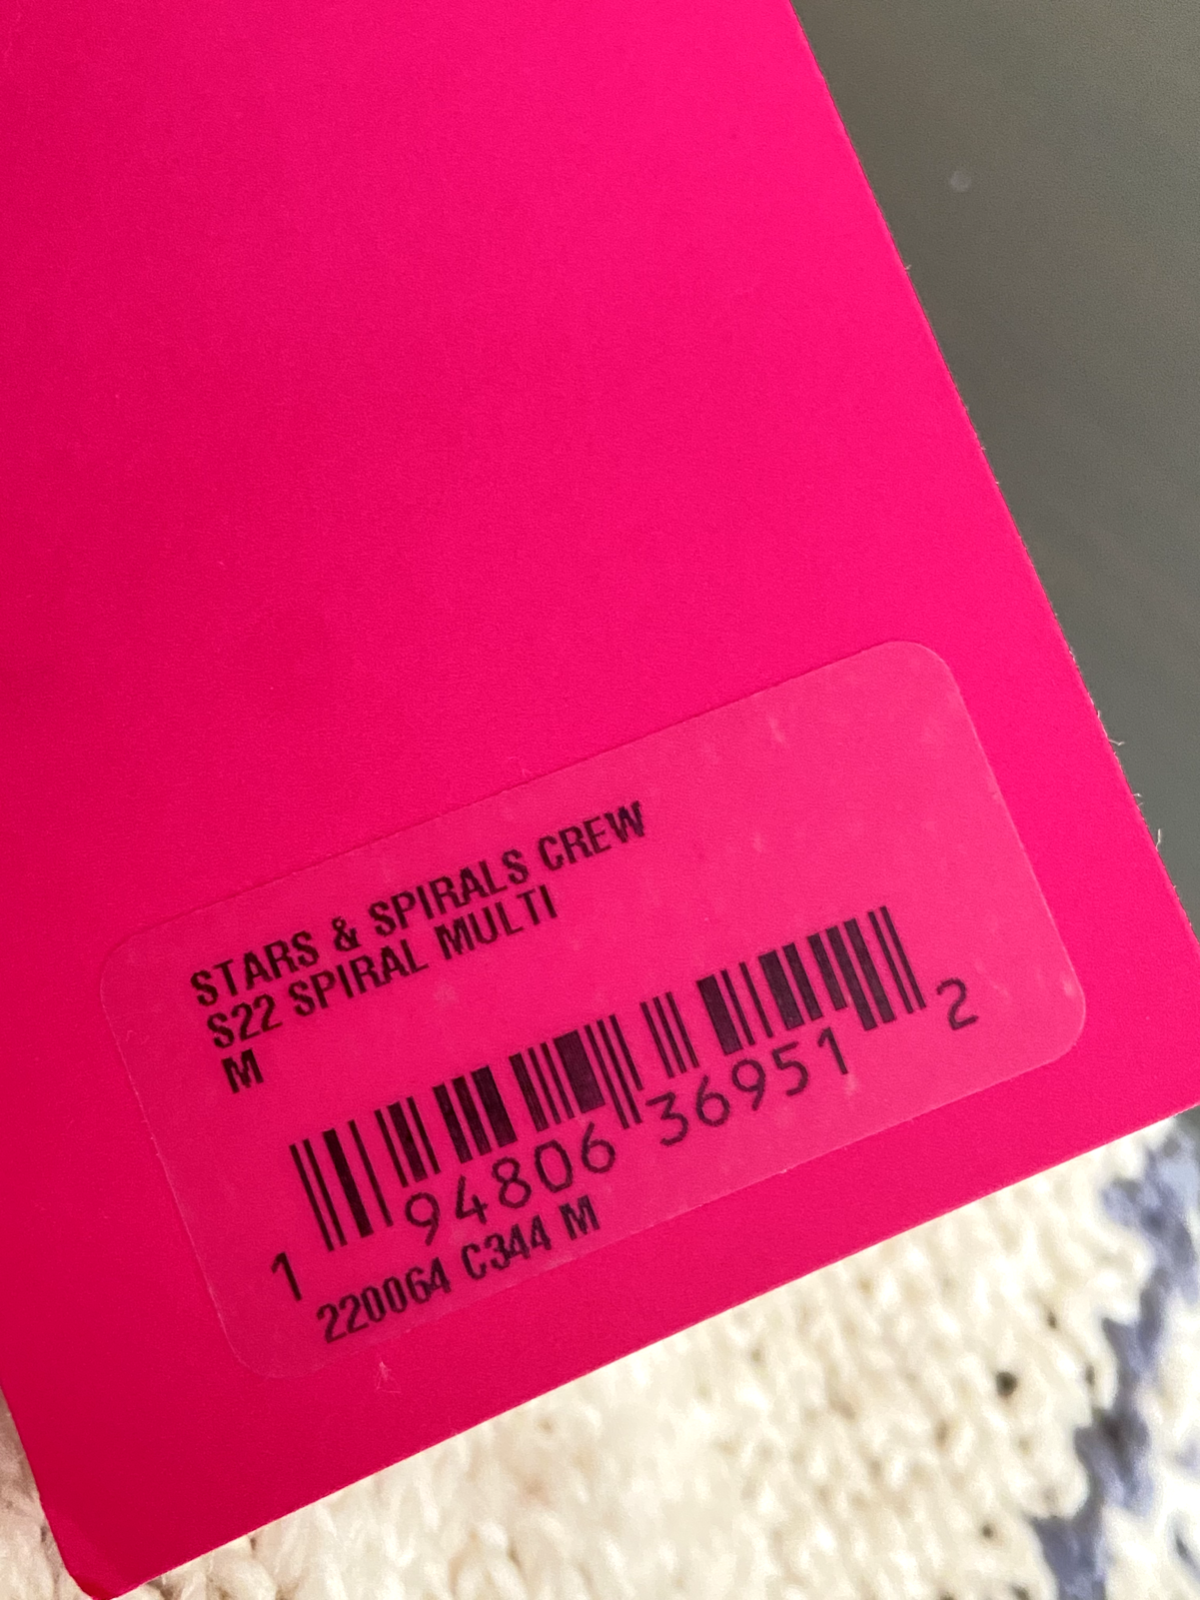 STARS & SPIRALS CREW
S22 SPIRAL MULTI
M
1 94806 36951 2
220064 C344 M